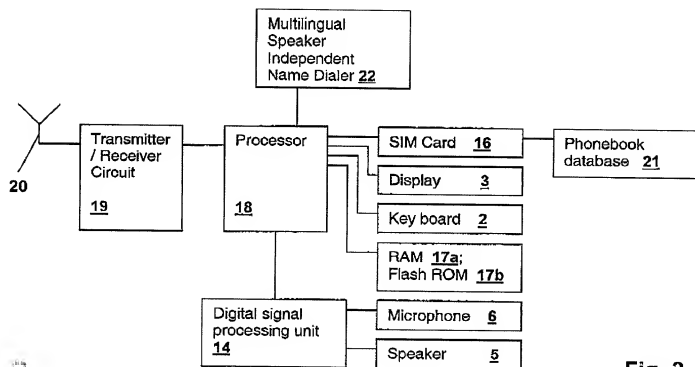 Multilingual
Speaker
Independent
Name Dialer 22
Transmitter
/ Receiver
Circuit
19
20
Processor
18
SIM Card 16
Phonebook
database 21
Display 3
Key board 2
RAM 17a;
Flash ROM 17b
Digital signal
processing unit
14
Microphone 6
Speaker 5